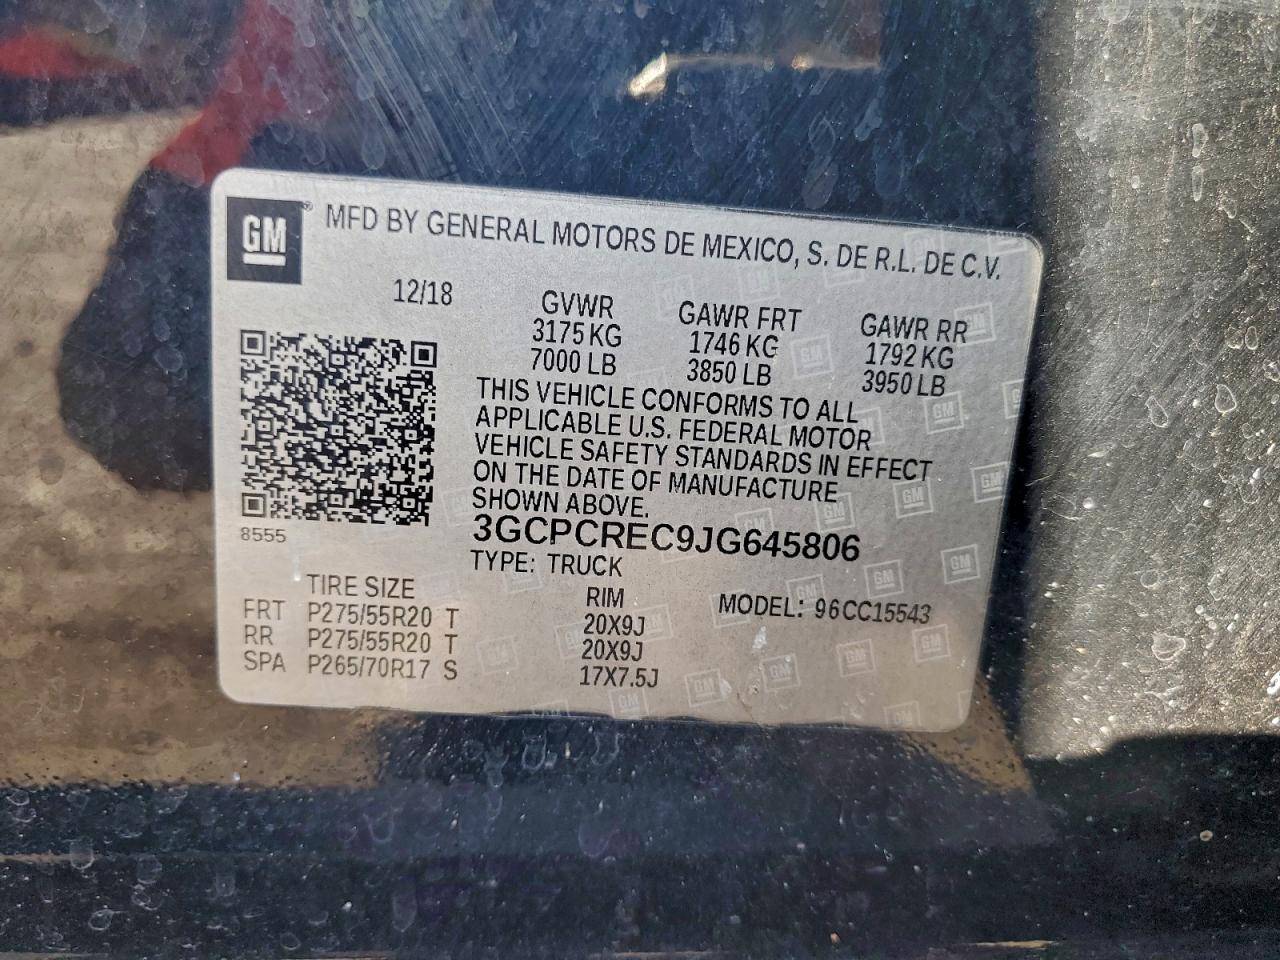 GM® MFD BY GENERAL MOTORS DE MEXICO, S. DE R.L. DE C.V.
12/18 GVWR GAWR FRT GAWR RR
3175 KG 1746 KG 1792 KG
7000 LB 3850 LB 3950 LB
THIS VEHICLE CONFORMS TO ALL
APPLICABLE U.S. FEDERAL MOTOR
VEHICLE SAFETY STANDARDS IN EFFECT
ON THE DATE OF MANUFACTURE
SHOWN ABOVE.
8555
3GCPCREC9JG645806
TYPE: TRUCK
TIRE SIZE RIM MODEL: 96CC15543
FRT P275/55R20 T 20X9J
RR P275/55R20 T 20X9J
SPA P265/70R17 S 17X7.5J